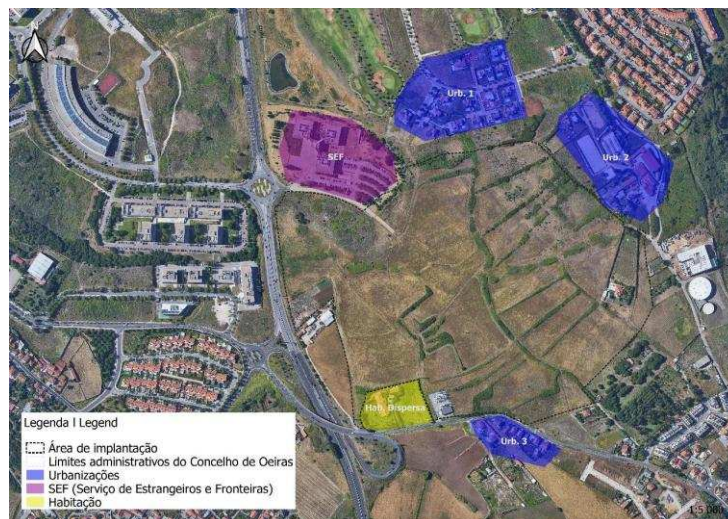 Urb. 1
SEF
Urb. 2
Hab. Dispersa
Urb. 3
Legenda I Legend
Área de implantação
Limites administrativos do Concelho de Oeiras
Urbanizações
SEF (Serviço de Estrangeiros e Fronteiras)
Habitação